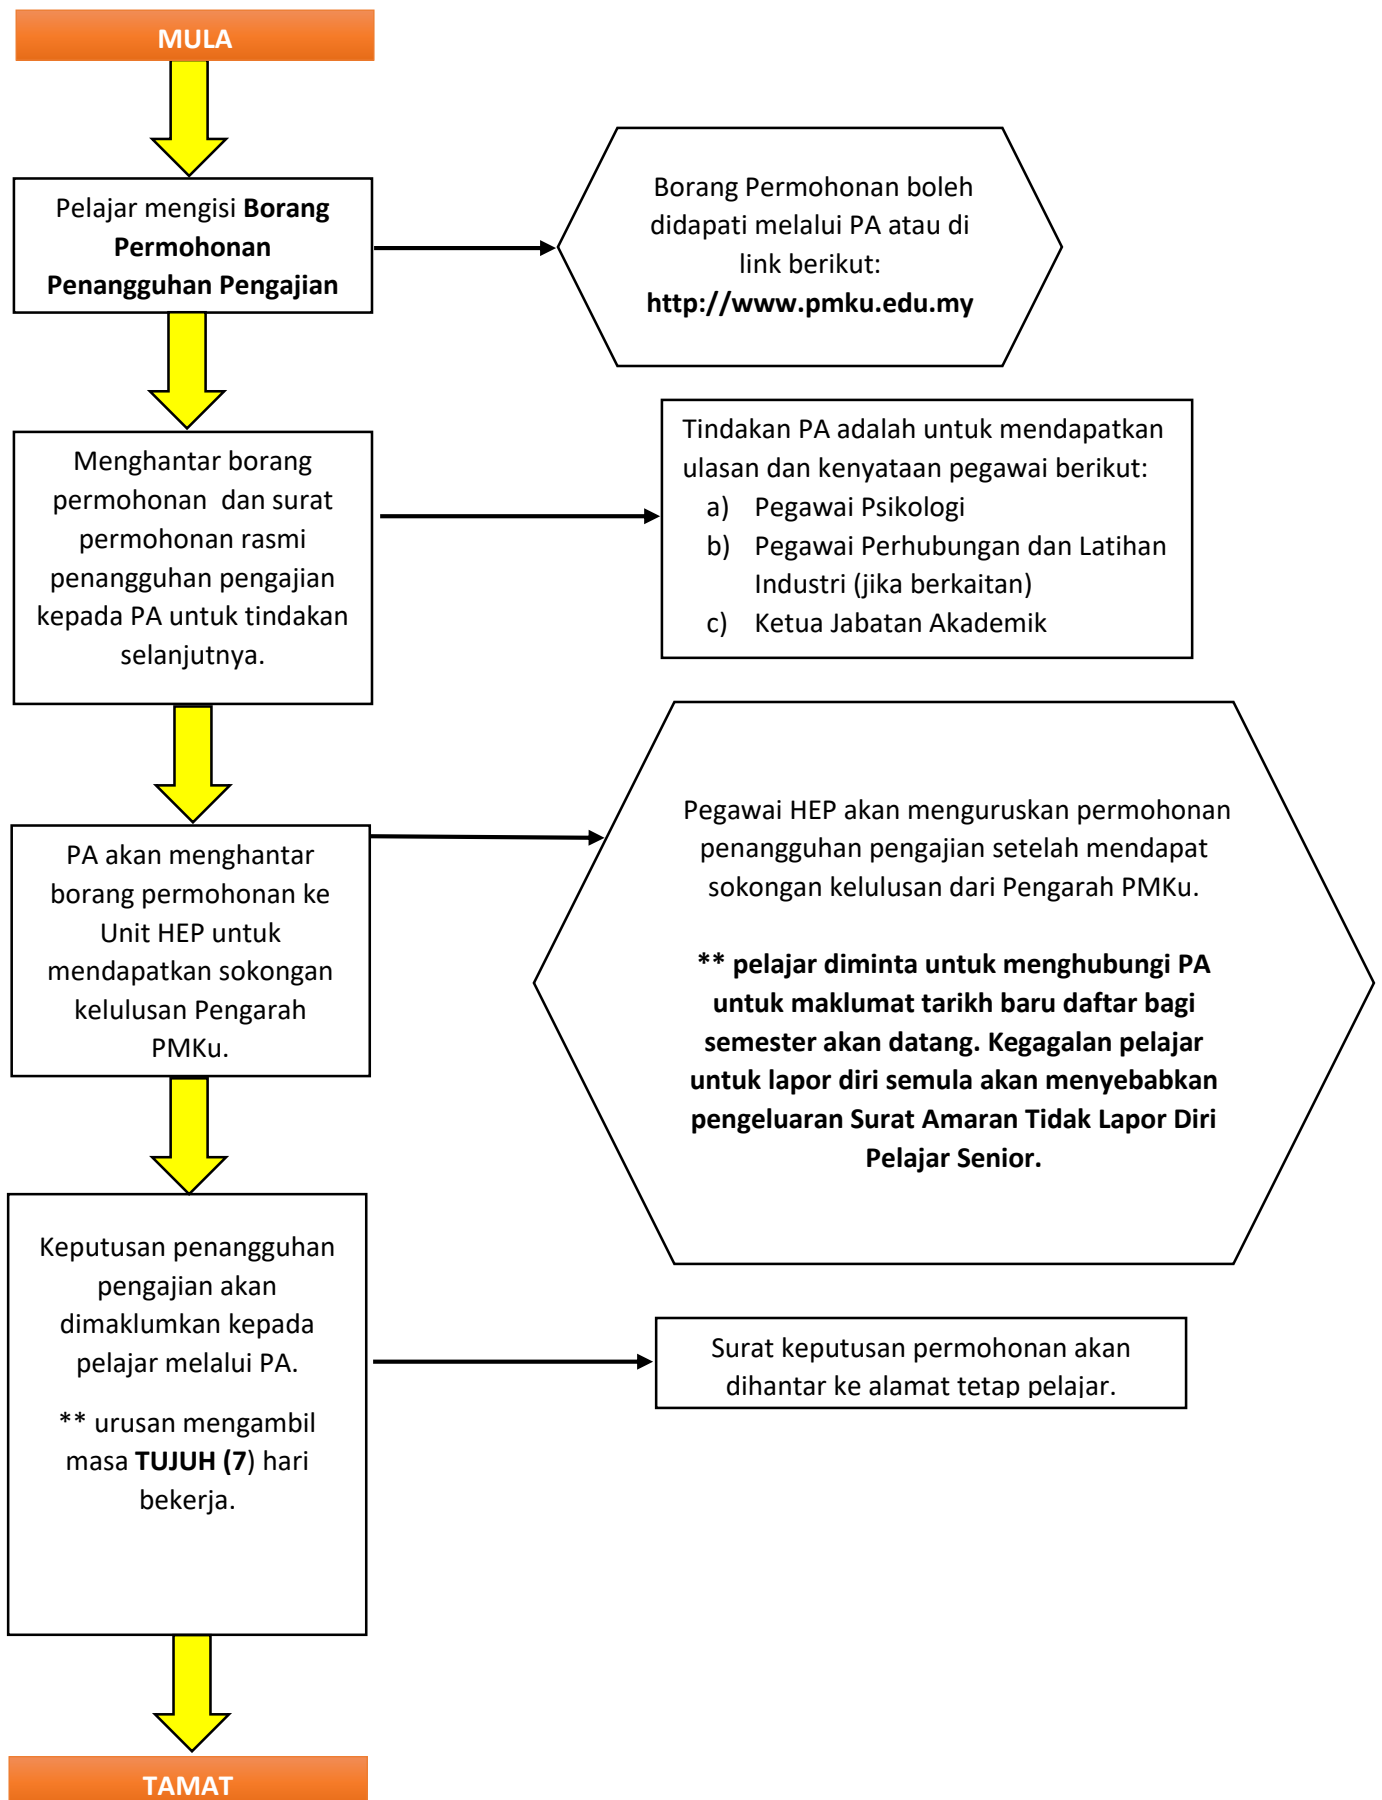 MULA
Pelajar mengisi Borang
Permohonan
Penangguhan Pengajian
Borang Permohonan boleh
didapati melalui PA atau di
link berikut:
http://www.pmku.edu.my
Menghantar borang
permohonan dan surat
permohonan rasmi
penangguhan pengajian
kepada PA untuk tindakan
selanjutnya.
Tindakan PA adalah untuk mendapatkan
ulasan dan kenyataan pegawai berikut:
a) Pegawai Psikologi
b) Pegawai Perhubungan dan Latihan
Industri (jika berkaitan)
c) Ketua Jabatan Akademik
PA akan menghantar
borang permohonan ke
Unit HEP untuk
mendapatkan sokongan
kelulusan Pengarah
PMKu.
Pegawai HEP akan menguruskan permohonan
penangguhan pengajian setelah mendapat
sokongan kelulusan dari Pengarah PMKu.
** pelajar diminta untuk menghubungi PA
untuk maklumat tarikh baru daftar bagi
semester akan datang. Kegagalan pelajar
untuk lapor diri semula akan menyebabkan
pengeluaran Surat Amaran Tidak Lapor Diri
Pelajar Senior.
Keputusan penangguhan
pengajian akan
dimaklumkan kepada
pelajar melalui PA.
** urusan mengambil
masa TUJUH (7) hari
bekerja.
Surat keputusan permohonan akan
dihantar ke alamat tetap pelajar.
TAMAT